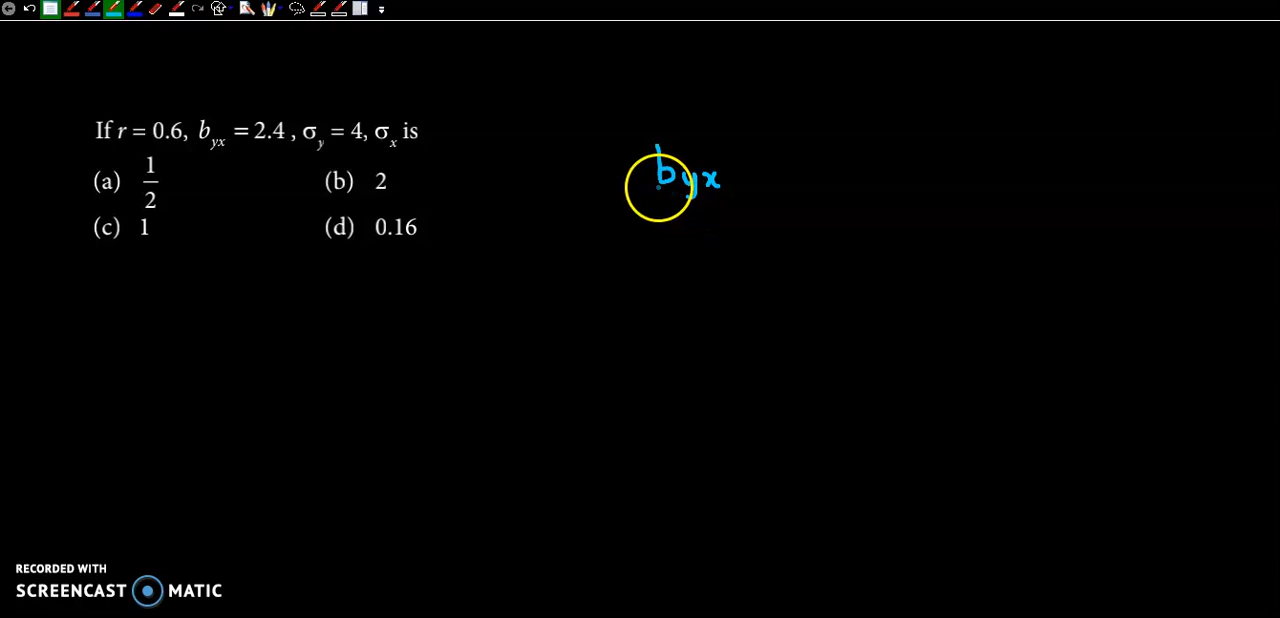 If r = 0.6, b_yx = 2.4 , σ_y = 4, σ_x is
(a) 1/2 (b) 2
(c) 1 (d) 0.16
byx
RECORDED WITH
SCREENCAST MATIC